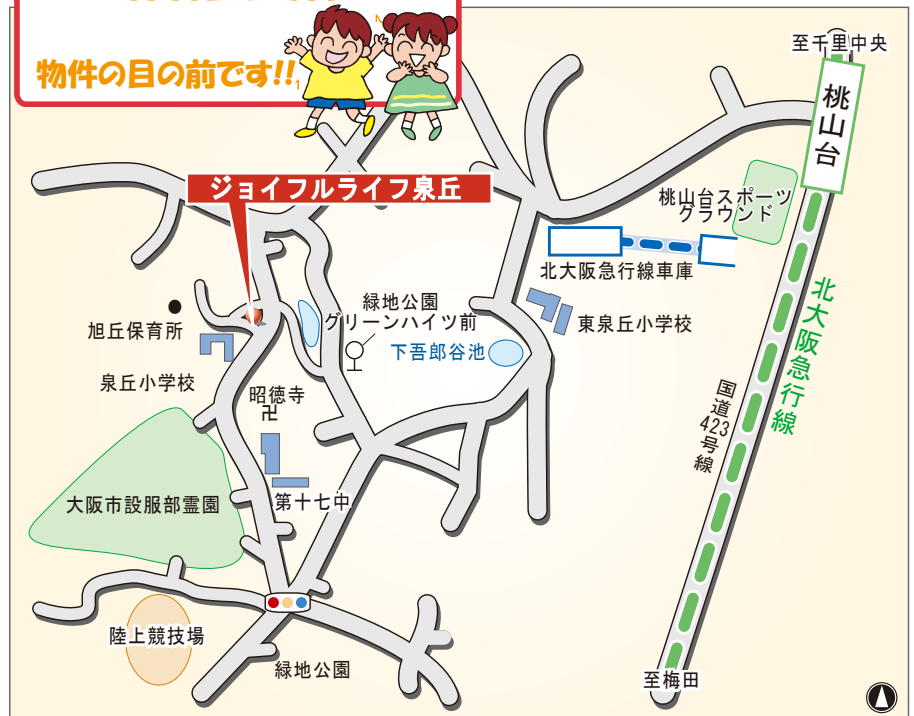 物件の目の前です!!
至千里中央
桃山台
ジョイフルライフ泉丘
桃山台スポーツ
グラウンド
北大阪急行線車庫
北大阪急行線
緑地公園
グリーンハイツ前
旭丘保育所
東泉丘小学校
下吾郎谷池
泉丘小学校
昭徳寺
卍
国道423号線
大阪市設服部霊園
第十七中
陸上競技場
緑地公園
至梅田